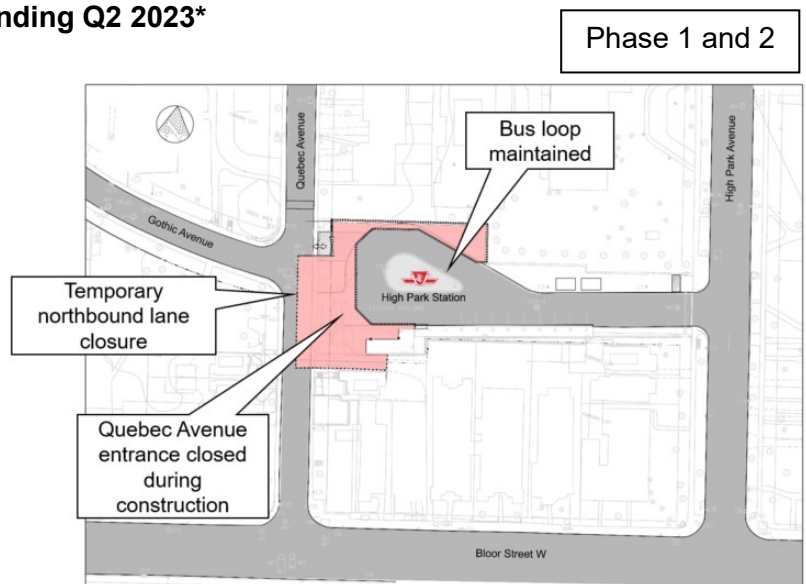 nding Q2 2023*
Phase 1 and 2
Bus loop
maintained
Quebec Avenue
High Park Avenue
Gothic Avenue
Temporary
northbound lane
closure
High Park Station
Quebec Avenue
entrance closed
during
construction
Bloor Street W